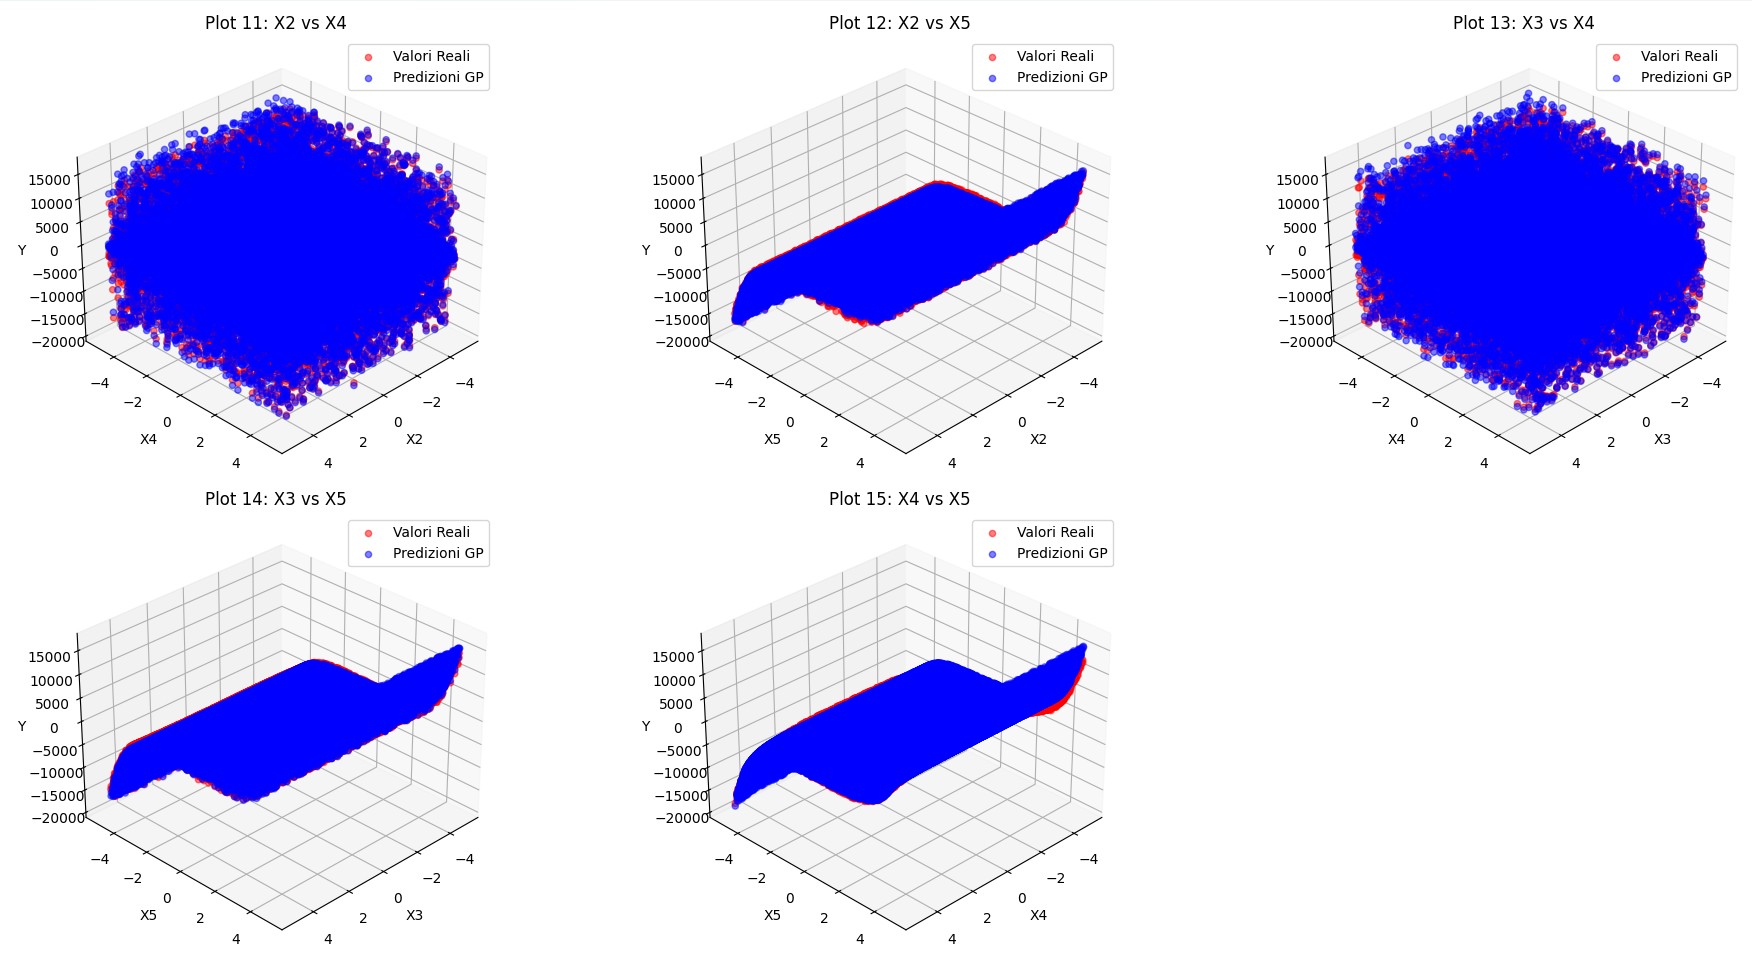 Plot 11: X2 vs X4
Valori Reali
Predizioni GP
15000
10000
5000
Y 0
−5000
−10000
−15000
−20000
−4
−2
0
2
4
X4
−4
−2
0
2
4
X2
Plot 12: X2 vs X5
Valori Reali
Predizioni GP
15000
10000
5000
Y 0
−5000
−10000
−15000
−20000
−4
−2
0
2
4
X5
−4
−2
0
2
4
X2
Plot 13: X3 vs X4
Valori Reali
Predizioni GP
15000
10000
5000
Y 0
−5000
−10000
−15000
−20000
−4
−2
0
2
4
X4
−4
−2
0
2
4
X3
Plot 14: X3 vs X5
Valori Reali
Predizioni GP
15000
10000
5000
Y 0
−5000
−10000
−15000
−20000
−4
−2
0
2
4
X5
−4
−2
0
2
4
X3
Plot 15: X4 vs X5
Valori Reali
Predizioni GP
15000
10000
5000
Y 0
−5000
−10000
−15000
−20000
−4
−2
0
2
4
X5
−4
−2
0
2
4
X4